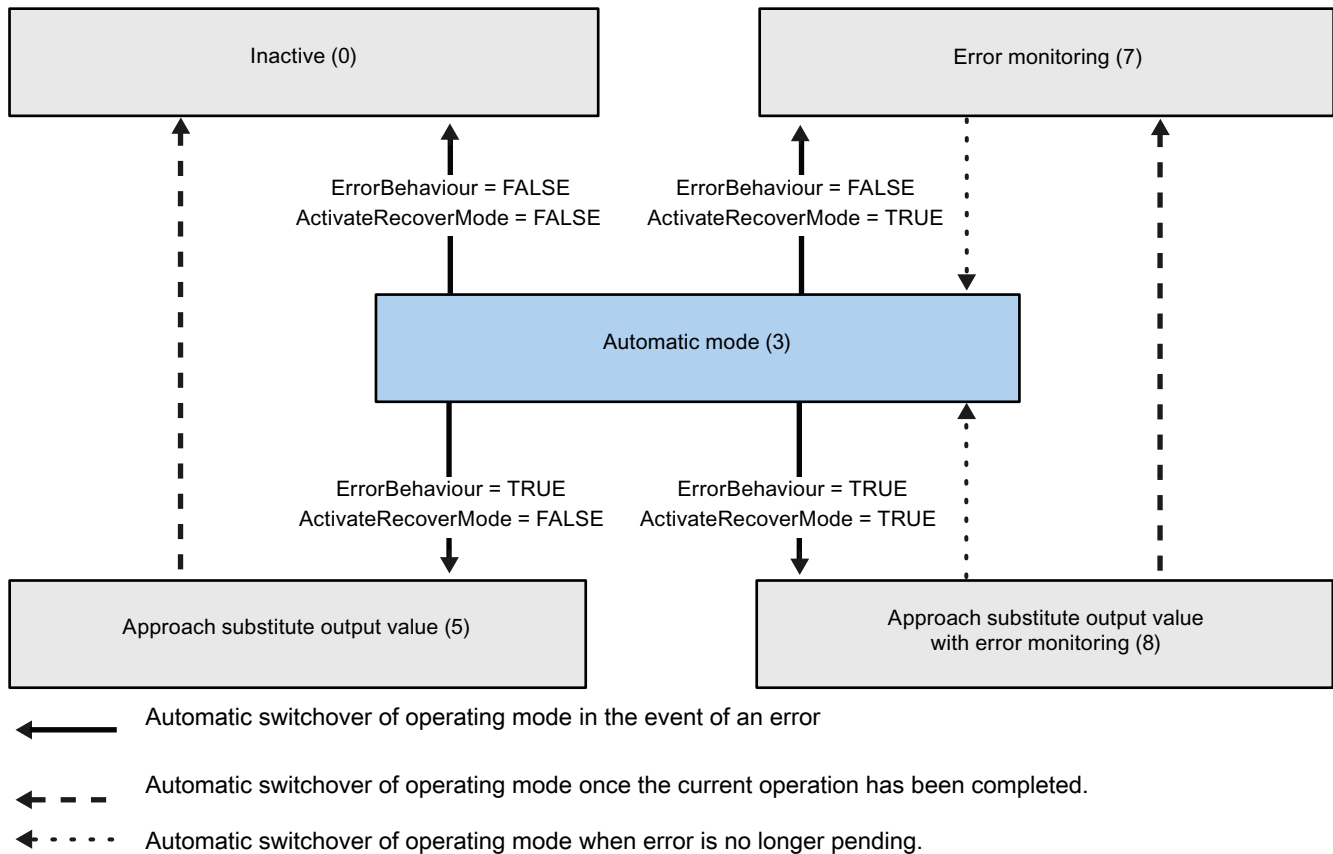 Inactive (0)
Error monitoring (7)
ErrorBehaviour = FALSE
ActivateRecoverMode = FALSE
ErrorBehaviour = FALSE
ActivateRecoverMode = TRUE
Automatic mode (3)
ErrorBehaviour = TRUE
ActivateRecoverMode = FALSE
ErrorBehaviour = TRUE
ActivateRecoverMode = TRUE
Approach substitute output value (5)
Approach substitute output value
with error monitoring (8)
Automatic switchover of operating mode in the event of an error
Automatic switchover of operating mode once the current operation has been completed.
Automatic switchover of operating mode when error is no longer pending.